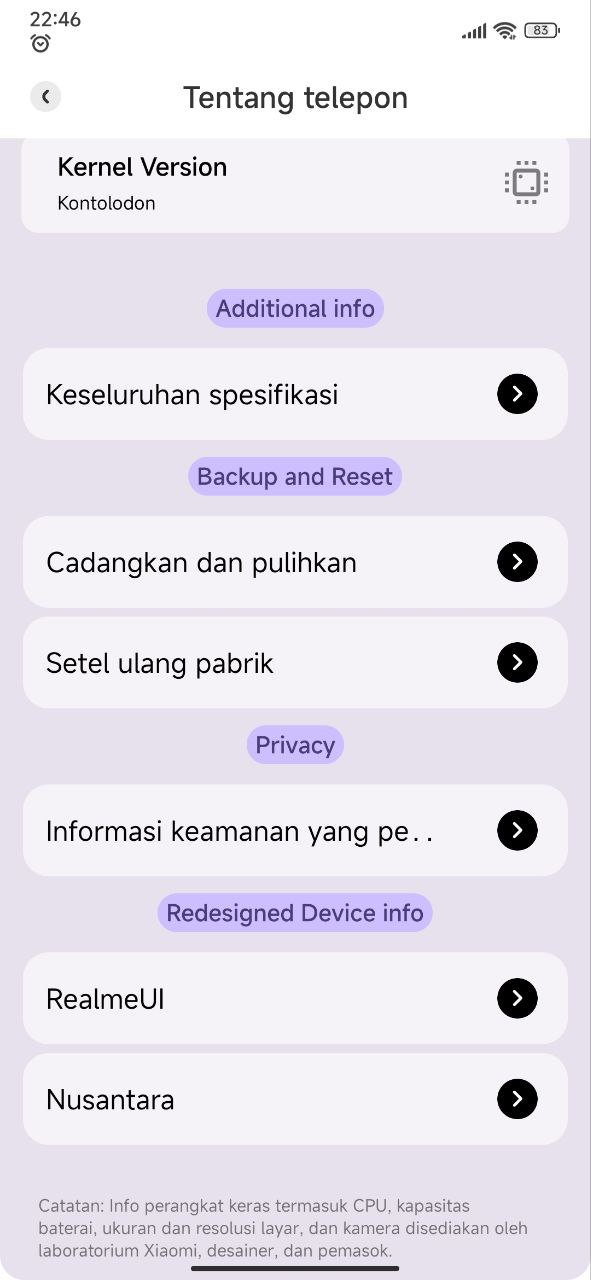 22:46
83
Tentang telepon
Kernel Version
Kontolodon
Additional info
Keseluruhan spesifikasi
Backup and Reset
Cadangkan dan pulihkan
Setel ulang pabrik
Privacy
Informasi keamanan yang pe..
Redesigned Device info
RealmeUI
Nusantara
Catatan: Info perangkat keras termasuk CPU, kapasitas
baterai, ukuran dan resolusi layar, dan kamera disediakan oleh
laboratorium Xiaomi, desainer, dan pemasok.